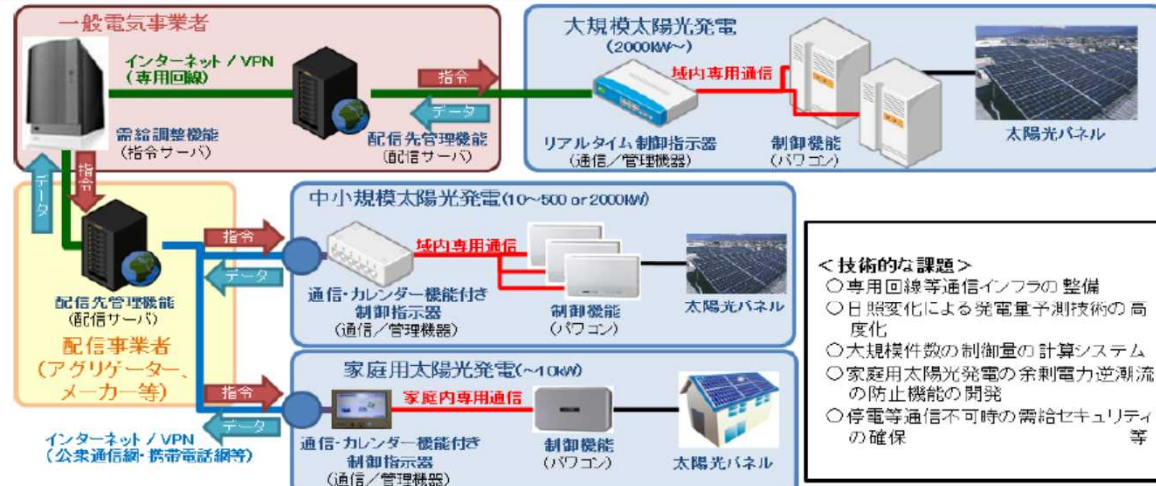 一般電気事業者
インターネット / VPN
(専用回線)
指令
データ
需給調整機能
(指令サーバ)
配信先管理機能
(配信サーバ)
大規模太陽光発電
(2000kW~)
域内専用通信
リアルタイム制御指示器
(通信/管理機器)
制御機能
(パワコン)
太陽光パネル
データ
指令
配信先管理機能
(配信サーバ)
配信事業者
(アグリゲーター、
メーカー等)
インターネット / VPN
(公衆通信網・携帯電話網等)
指令
データ
中小規模太陽光発電(10~500 or 2000kW)
域内専用通信
通信・カレンダー機能付き
制御指示器
(通信/管理機器)
制御機能
(パワコン)
太陽光パネル
指令
データ
家庭用太陽光発電(~10kW)
家庭内専用通信
通信・カレンダー機能付き
制御指示器
(通信/管理機器)
制御機能
(パワコン)
太陽光パネル
<技術的な課題>
○専用回線等通信インフラの整備
○日照変化による発電量予測技術の高
度化
○大規模件数の制御量の計算システム
○家庭用太陽光発電の余剰電力逆潮流
の防止機能の開発
○停電等通信不可時の需給セキュリティ
の確保 等